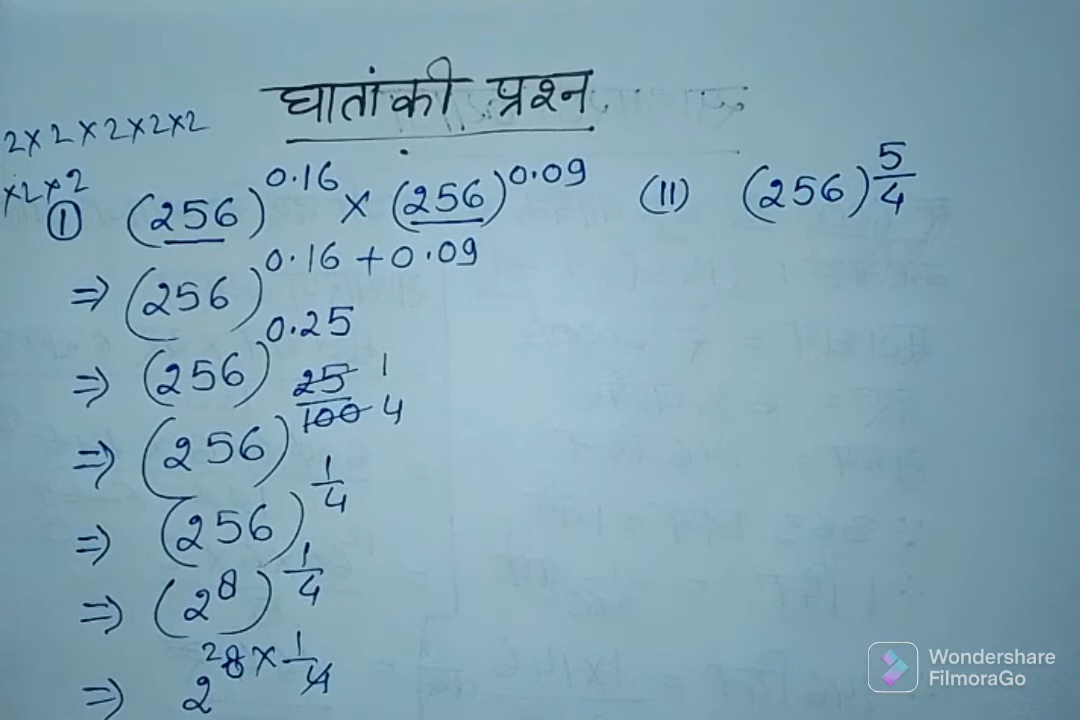 घातांकी प्रश्न
2×2×2×2×2
×2×2
① (256)^0.16 × (256)^0.09
⇒ (256)^0.16+0.09
⇒ (256)^0.25
⇒ (256)^25/100 1/4
⇒ (256)^1/4
⇒ (2^8)^1/4
⇒ 2^8×1/4 2
(II) (256)^5/4
Wondershare
FilmoraGo